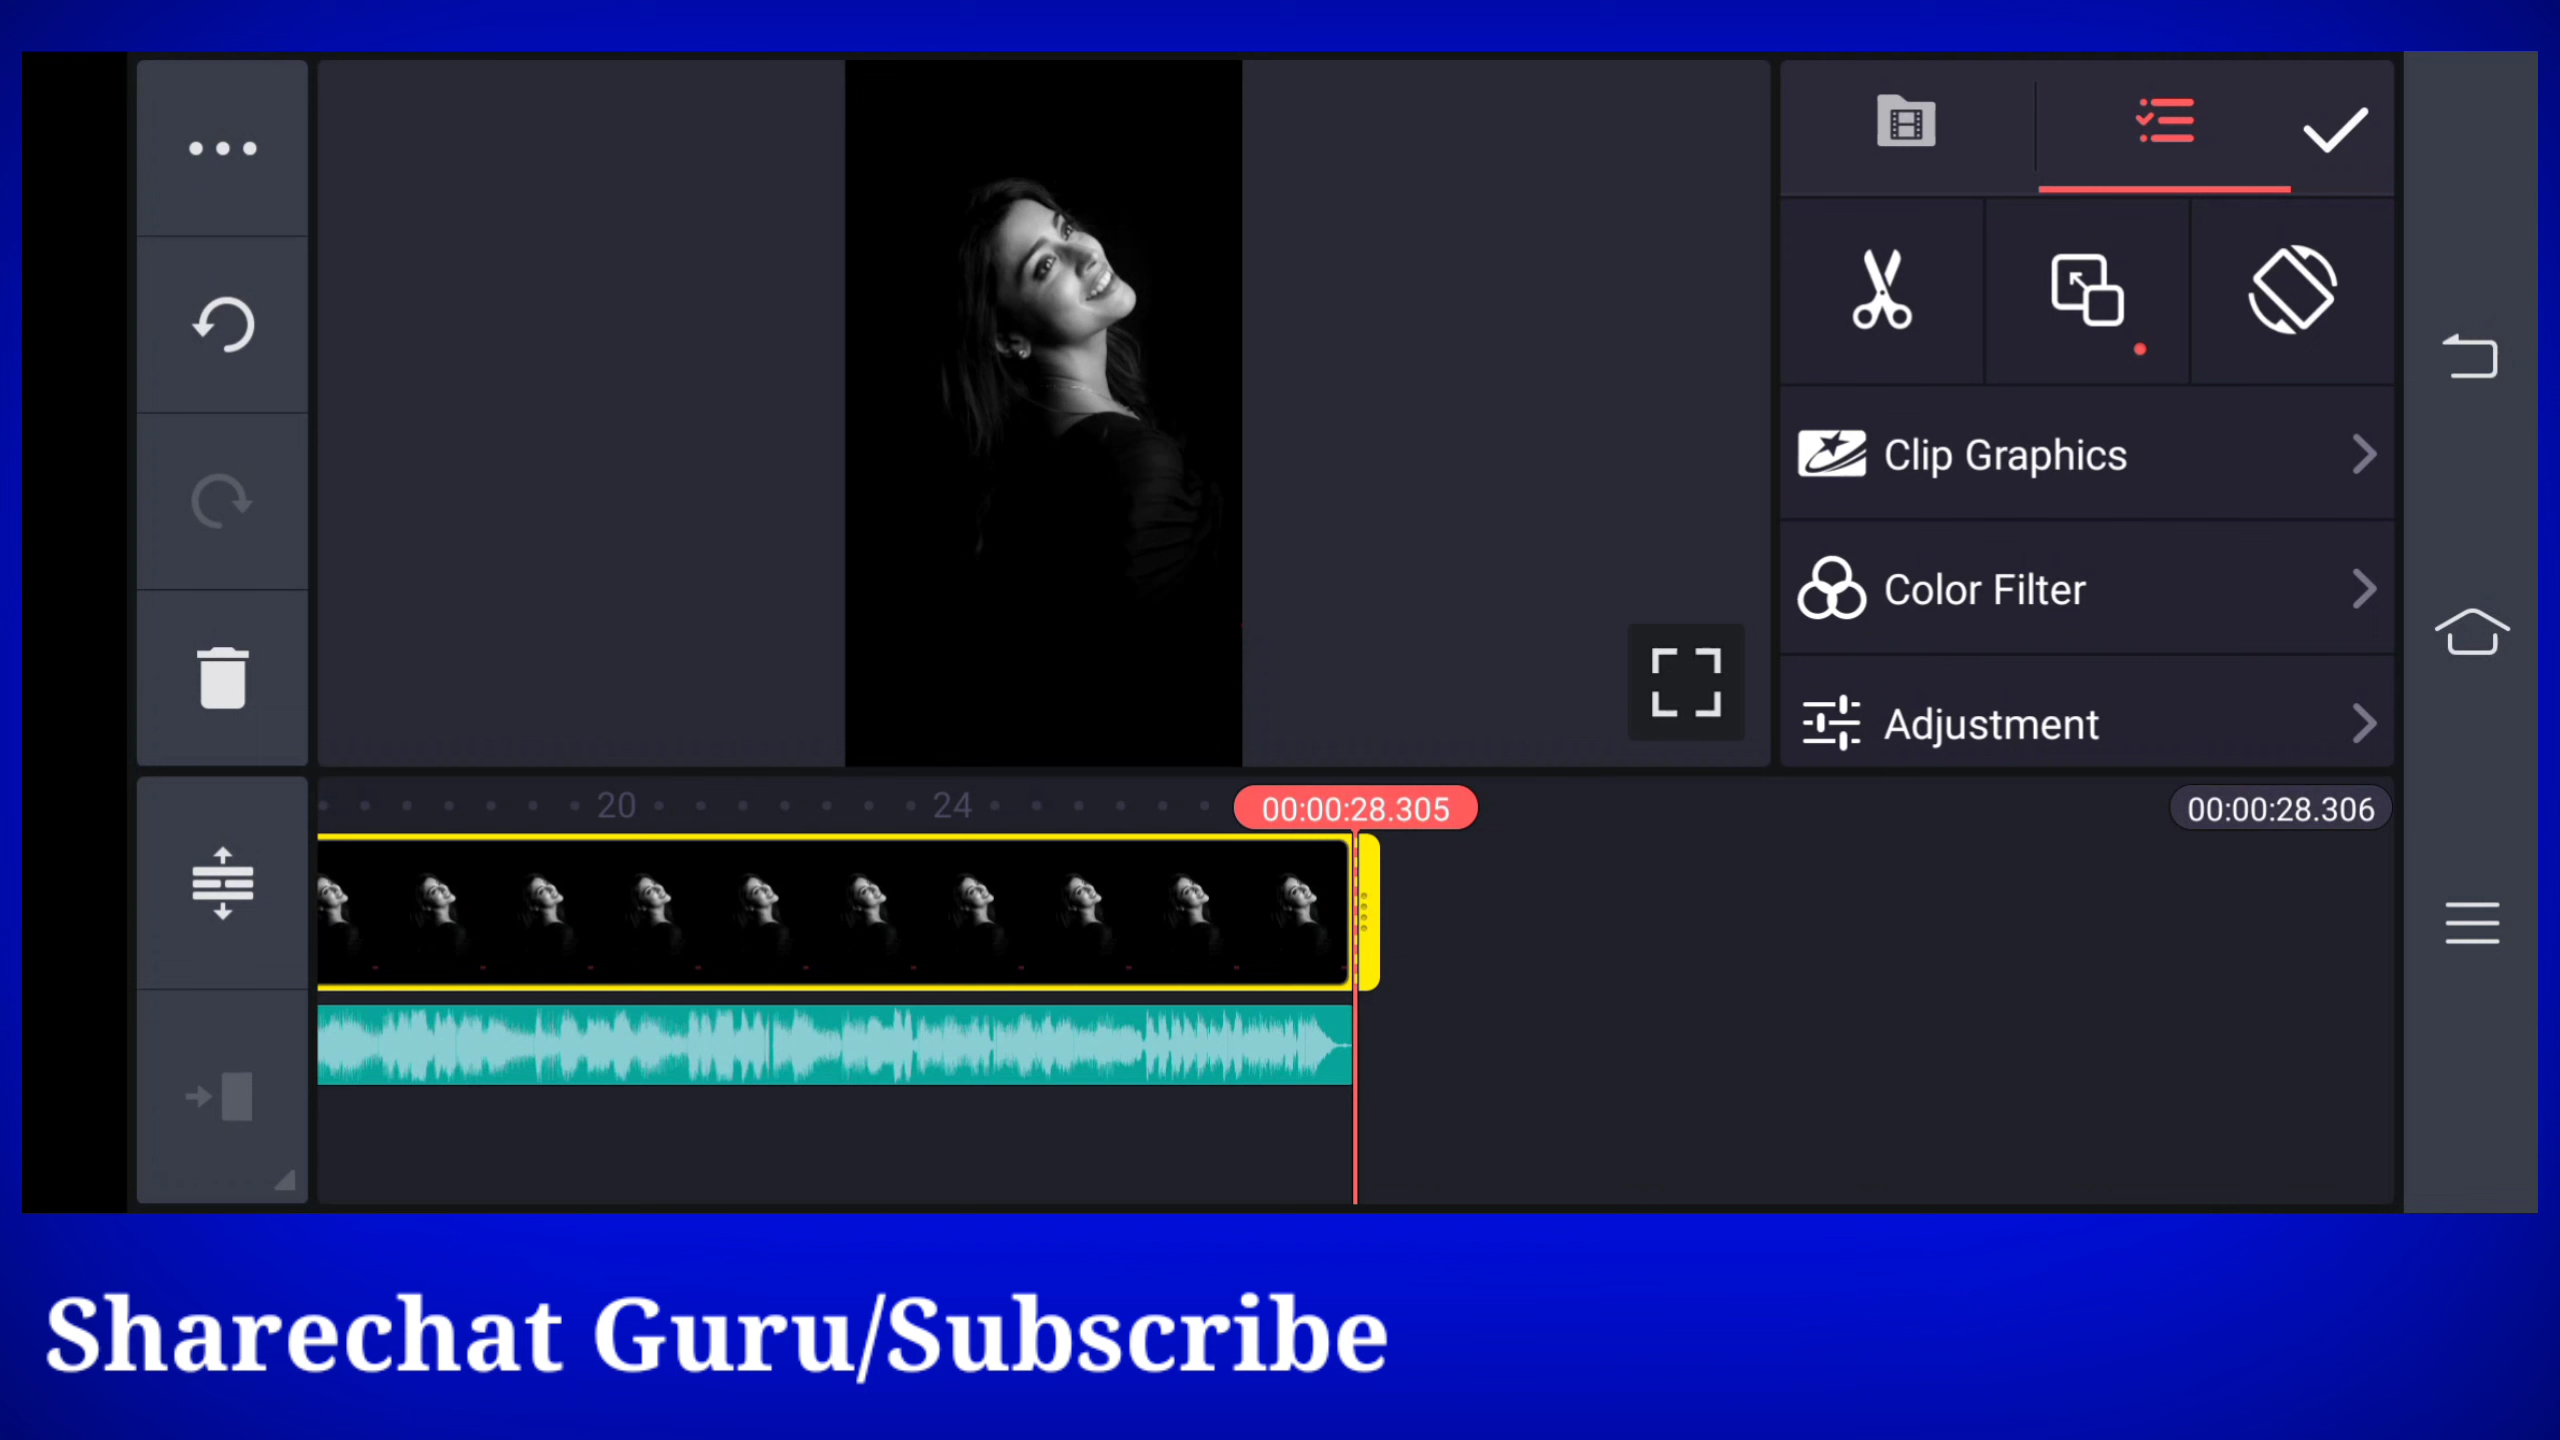 Clip Graphics
Color Filter
Adjustment
20 24 00:00:28.305 00:00:28.306
Sharechat Guru/Subscribe